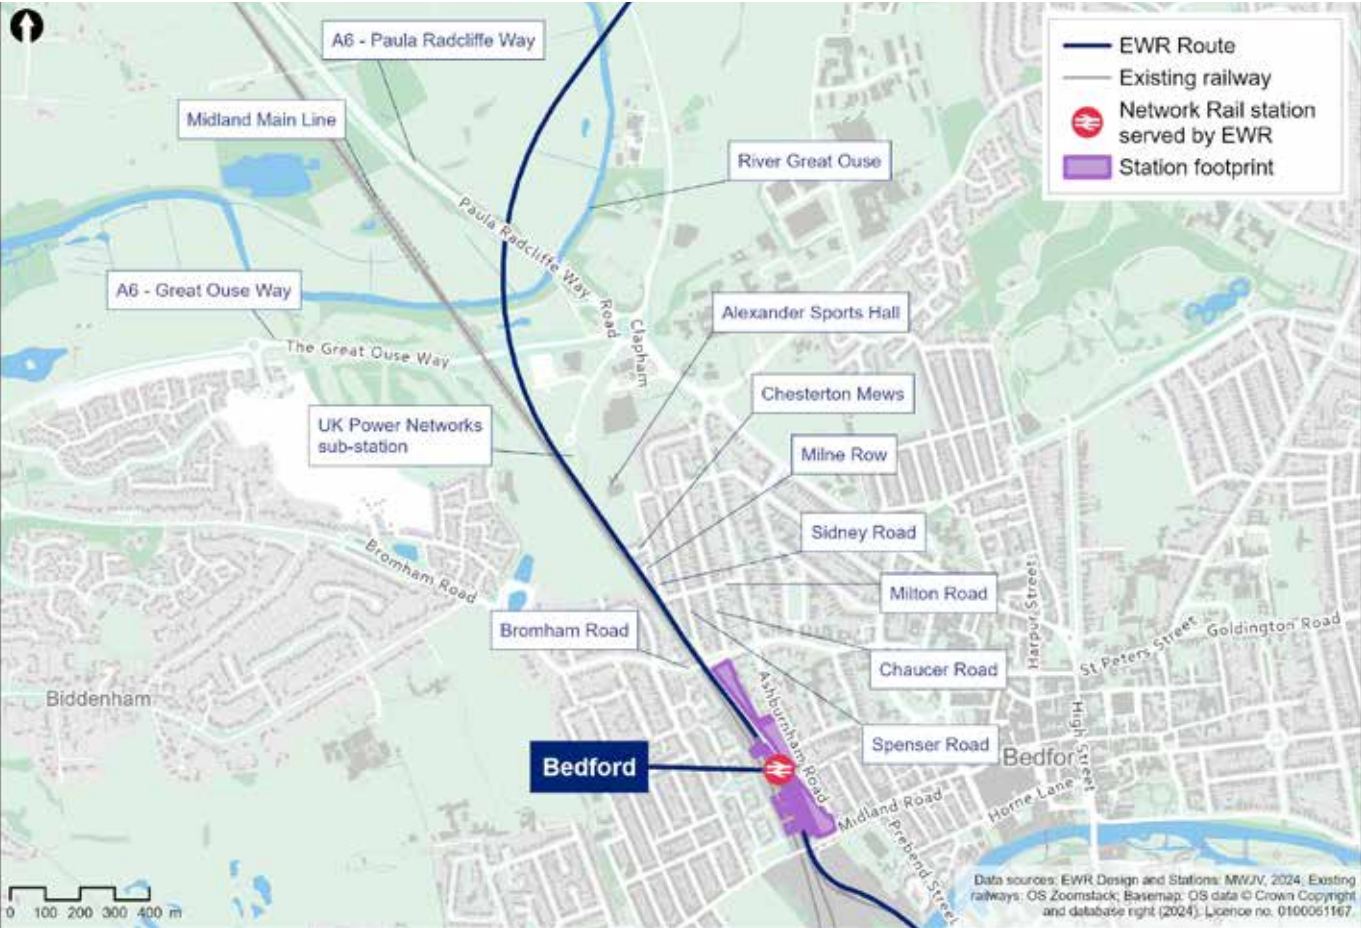 A6 - Paula Radcliffe Way
Midland Main Line
River Great Ouse
EWR Route
Existing railway
Network Rail station
served by EWR
Station footprint
Paula Radcliffe Way
A6 - Great Ouse Way
Alexander Sports Hall
Road
Clapham
The Great Ouse Way
Chesterton Mews
UK Power Networks
sub-station
Milne Row
Sidney Road
Bromham Road
Milton Road
Harpur Street
Bromham Road
St Peters Street
Goldington Road
Chaucer Road
Biddenham
Ashburnham Road
High Street
Spenser Road
Bedfor
Bedford
Midland Road
Horne Lane
Prebend Street
0 100 200 300 400 m
Data sources: EWR Design and Stations: MWJV, 2024; Existing
railways: OS Zoomstack; Basemap: OS data © Crown Copyright
and database right (2024). Licence no. 0100061167.